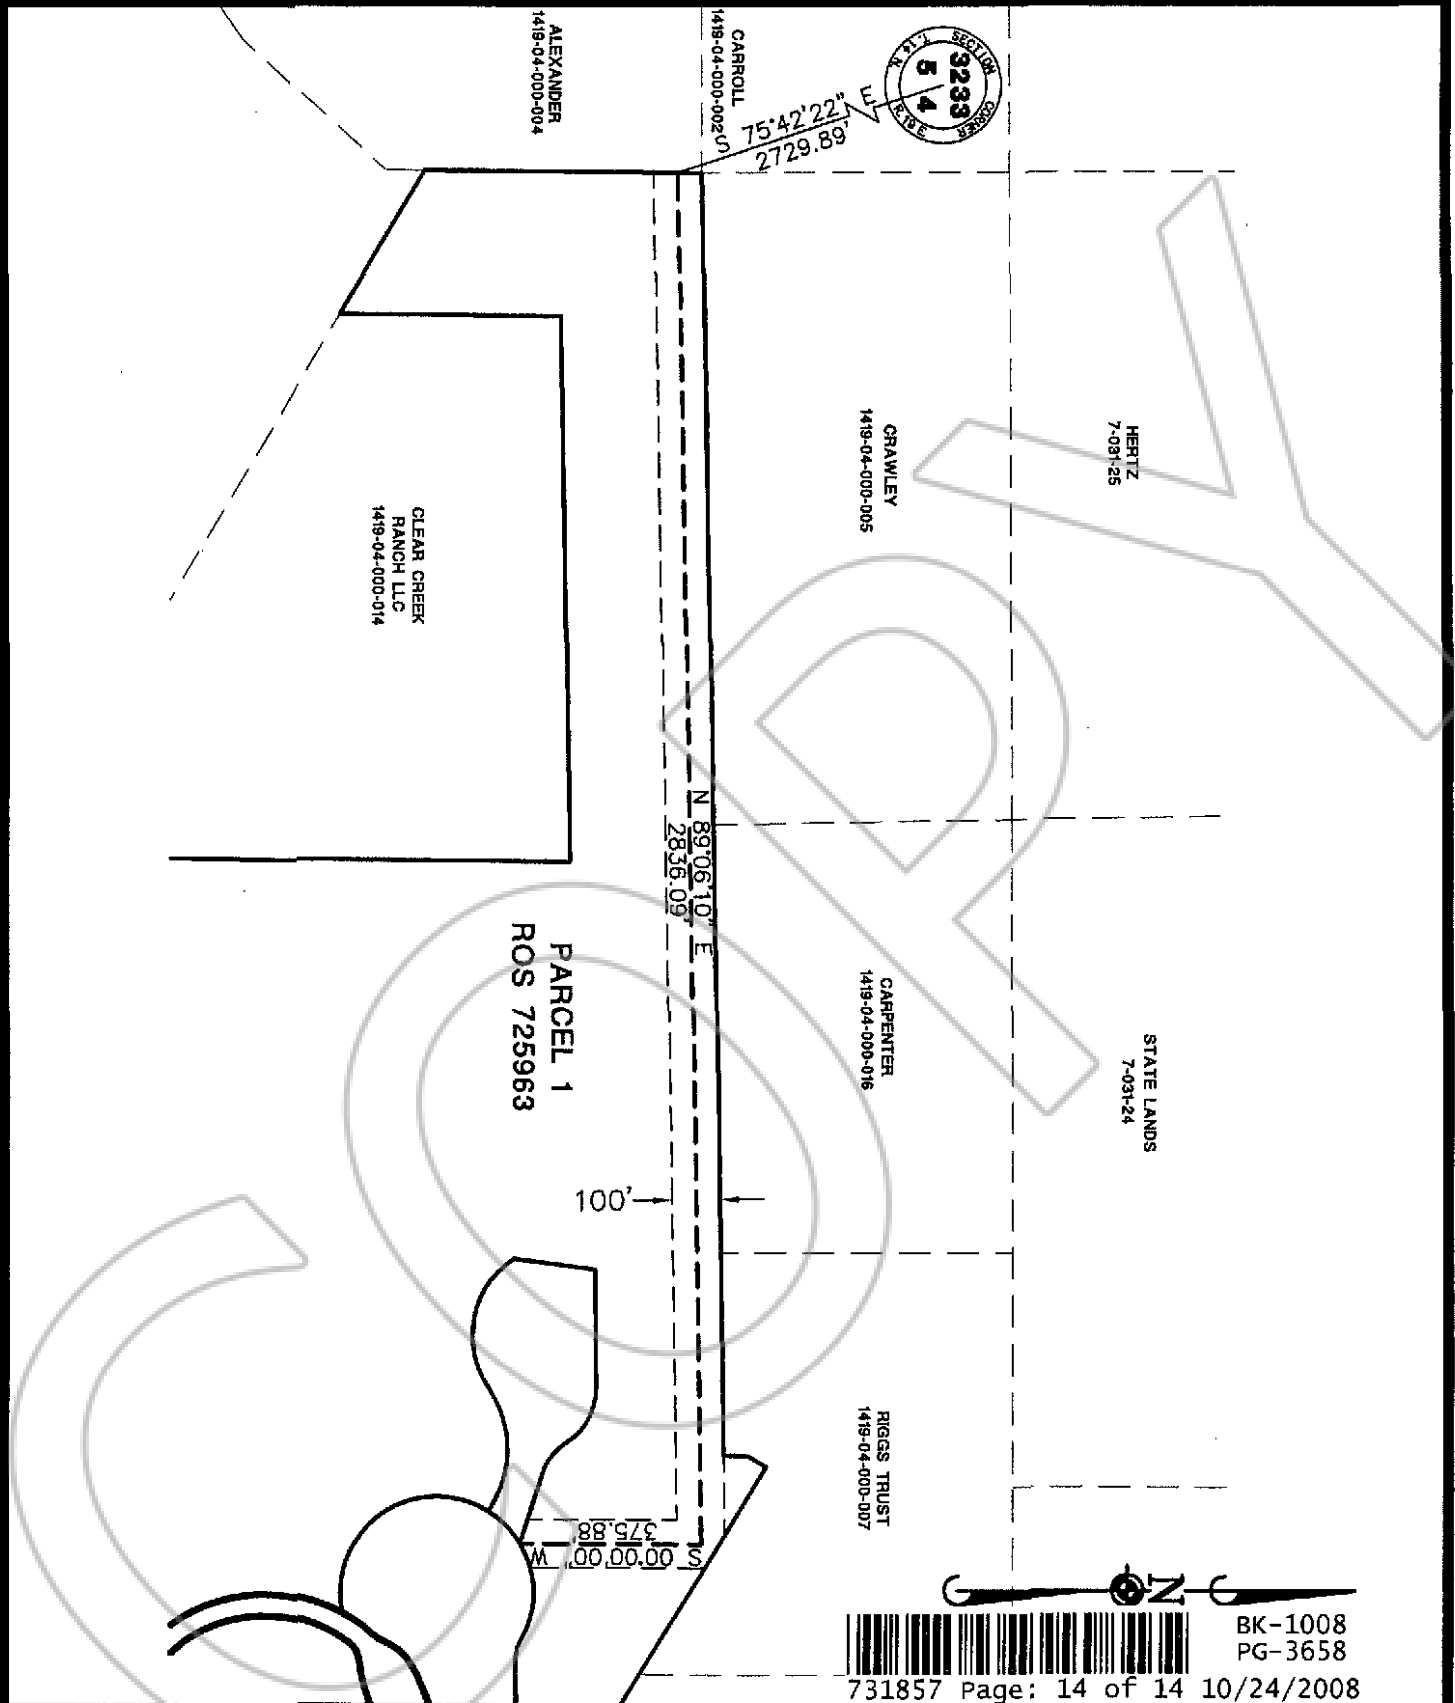 SECTION CORNER
3233
5 4
T. 14 N.
R. 19 E.
CARROLL
1419-04-000-002
ALEXANDER
1419-04-000-004
S 75°42'22" E
2729.89'
HERTZ
7-031-25
CRAWLEY
1419-04-000-005
CLEAR CREEK
RANCH LLC
1419-04-000-014
N 89°06'10" E
2836.09'
PARCEL 1
ROS 725963
CARPENTER
1419-04-000-016
STATE LANDS
7-031-24
100'
RIGGS TRUST
1419-04-000-007
375.88'
S 00°00'00" W
N
COPY
BK-1008
PG-3658
731857 Page: 14 of 14 10/24/2008